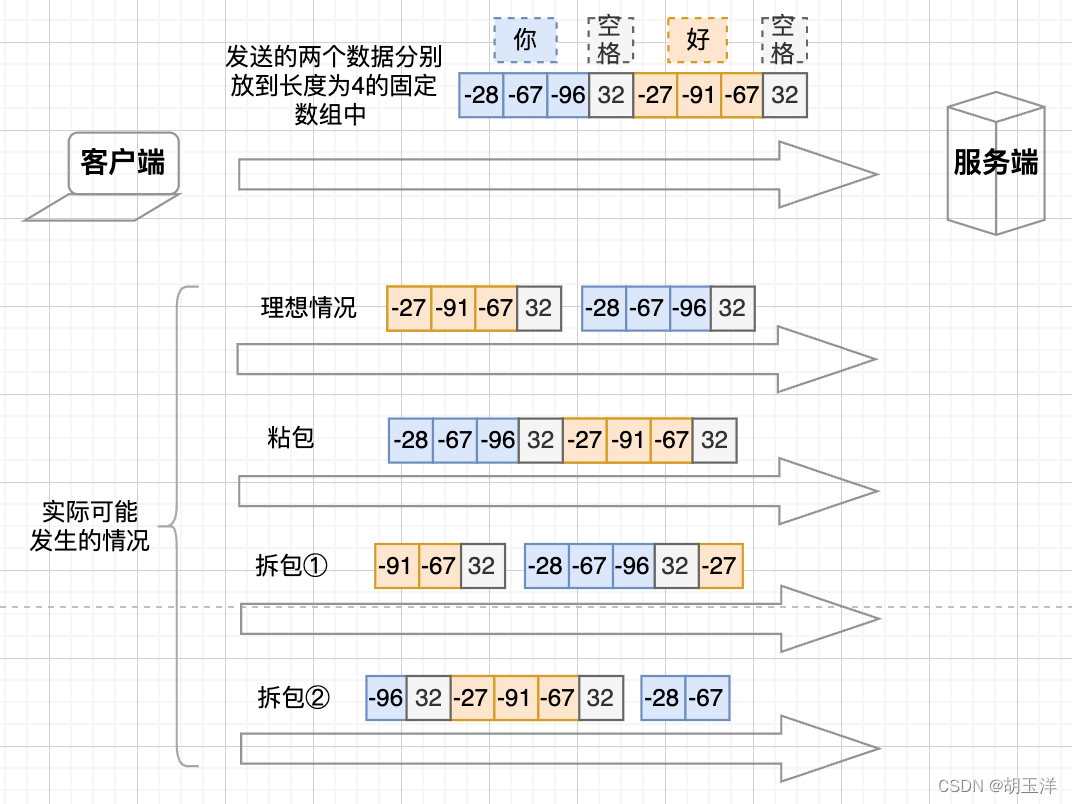 你 空格 好 空格
发送的两个数据分别
放到长度为4的固定
数组中
-28 -67 -96 32 -27 -91 -67 32
客户端
服务端
理想情况 -27 -91 -67 32 -28 -67 -96 32
粘包 -28 -67 -96 32 -27 -91 -67 32
实际可能
发生的情况
拆包① -91 -67 32 -28 -67 -96 32 -27
拆包② -96 32 -27 -91 -67 32 -28 -67
CSDN @胡玉洋